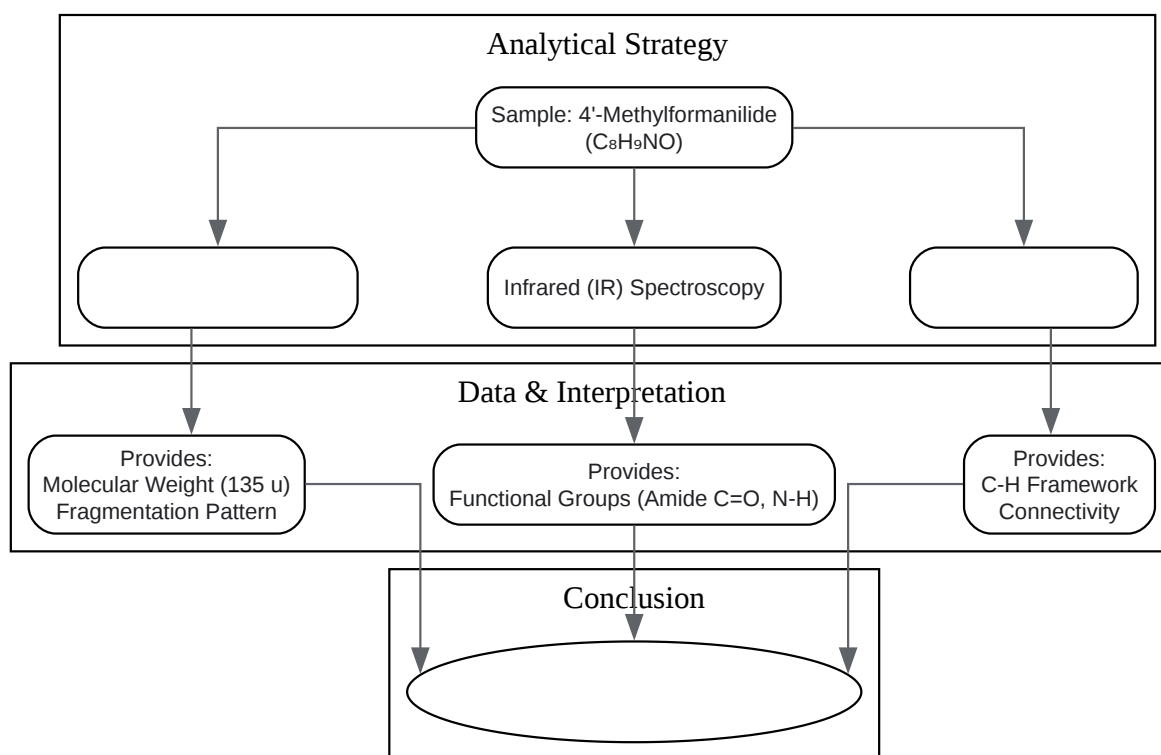 Analytical Strategy
Sample: 4'-Methylformanilide
(C₈H₉NO)
Infrared (IR) Spectroscopy
Data & Interpretation
Provides:
Molecular Weight (135 u)
Fragmentation Pattern
Provides:
Functional Groups (Amide C=O, N-H)
Provides:
C-H Framework
Connectivity
Conclusion